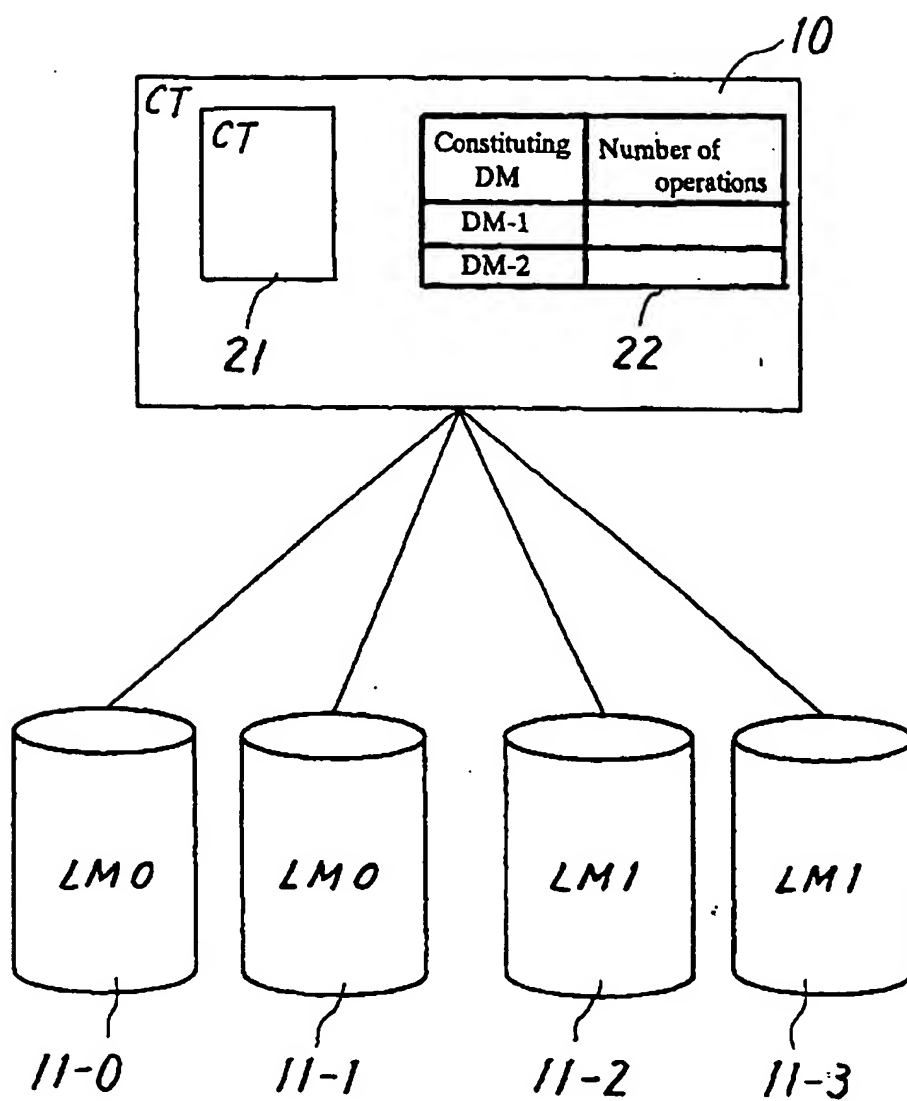 10
CT
CT
Constituting DM
Number of operations
DM-1
DM-2
21
22
LM0
LM0
LM1
LM1
11-0
11-1
11-2
11-3